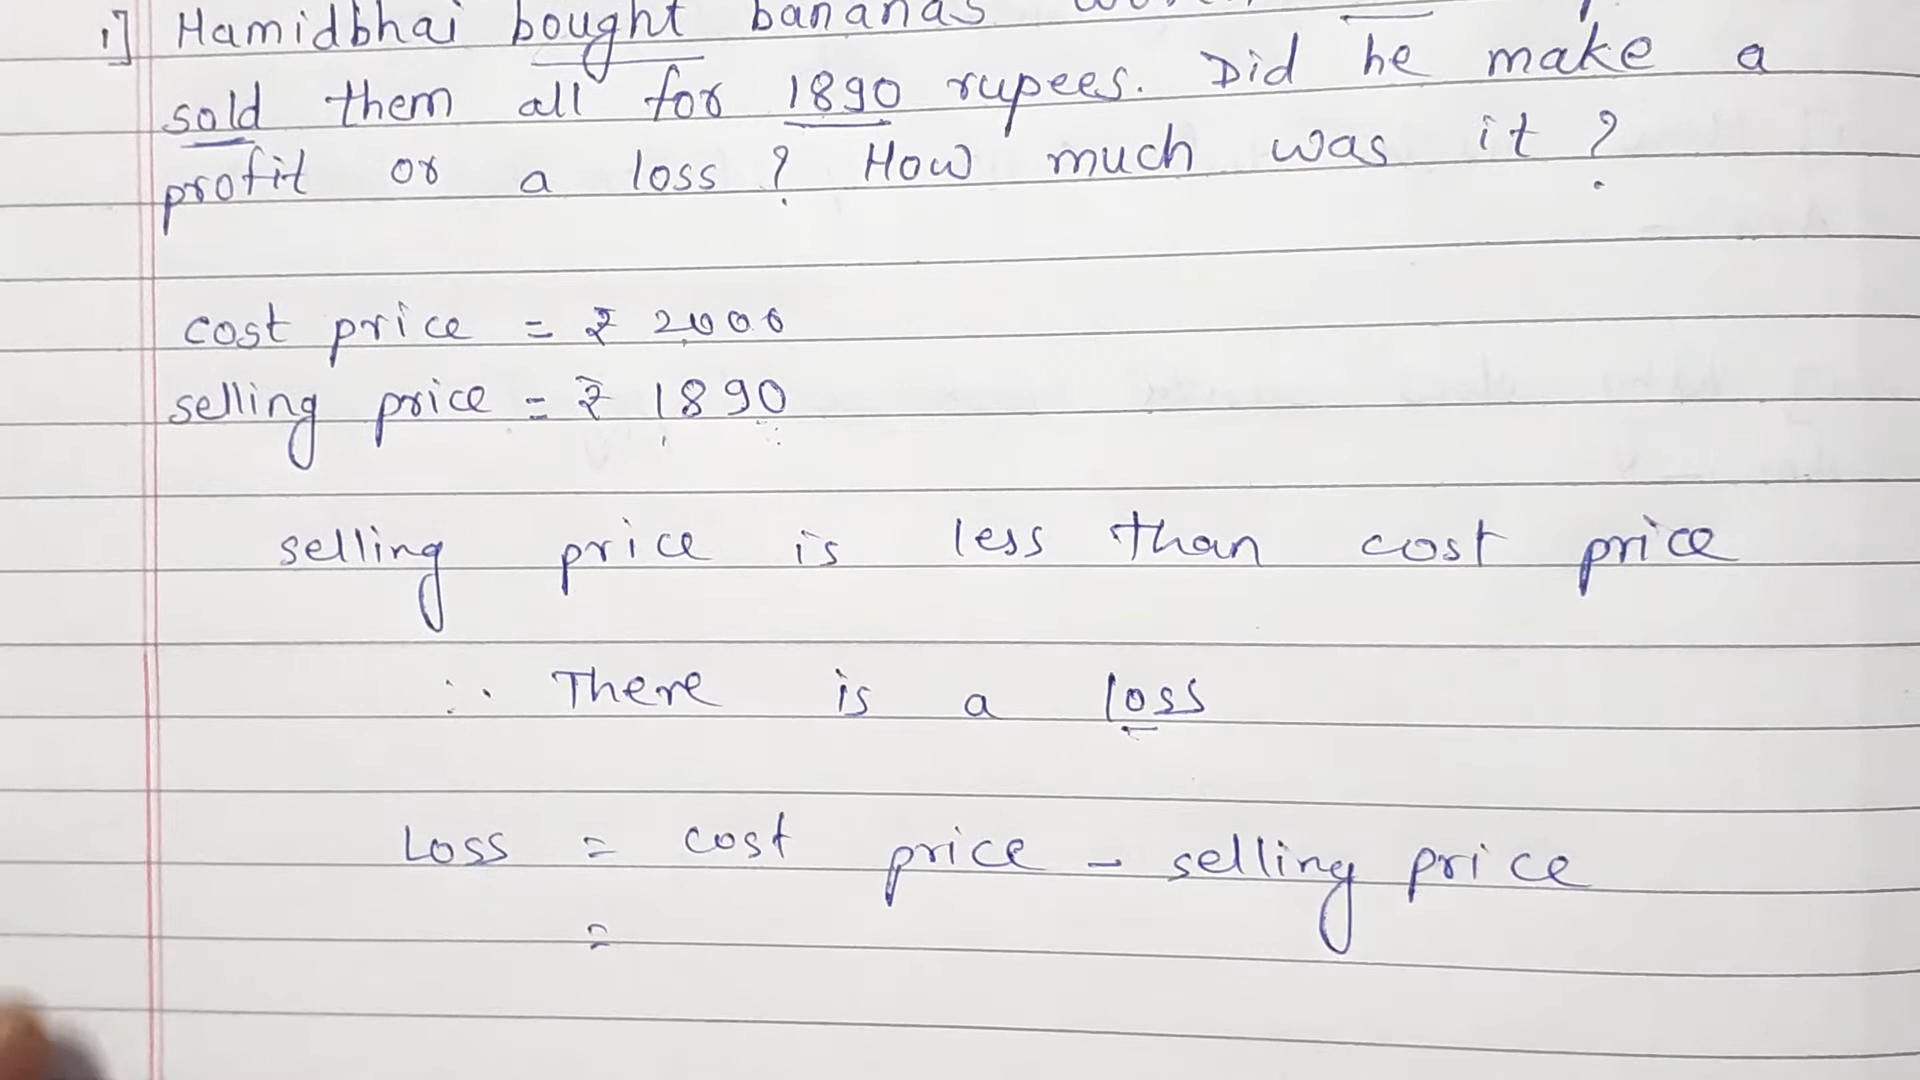 i] Hamidbhai bought bananas
sold them all for 1890 rupees. Did he make a
profit or a loss ? How much was it ?
cost price = ₹ 2000
selling price = ₹ 1890
selling price is less than cost price
∴ There is a loss
Loss = cost price - selling price
=